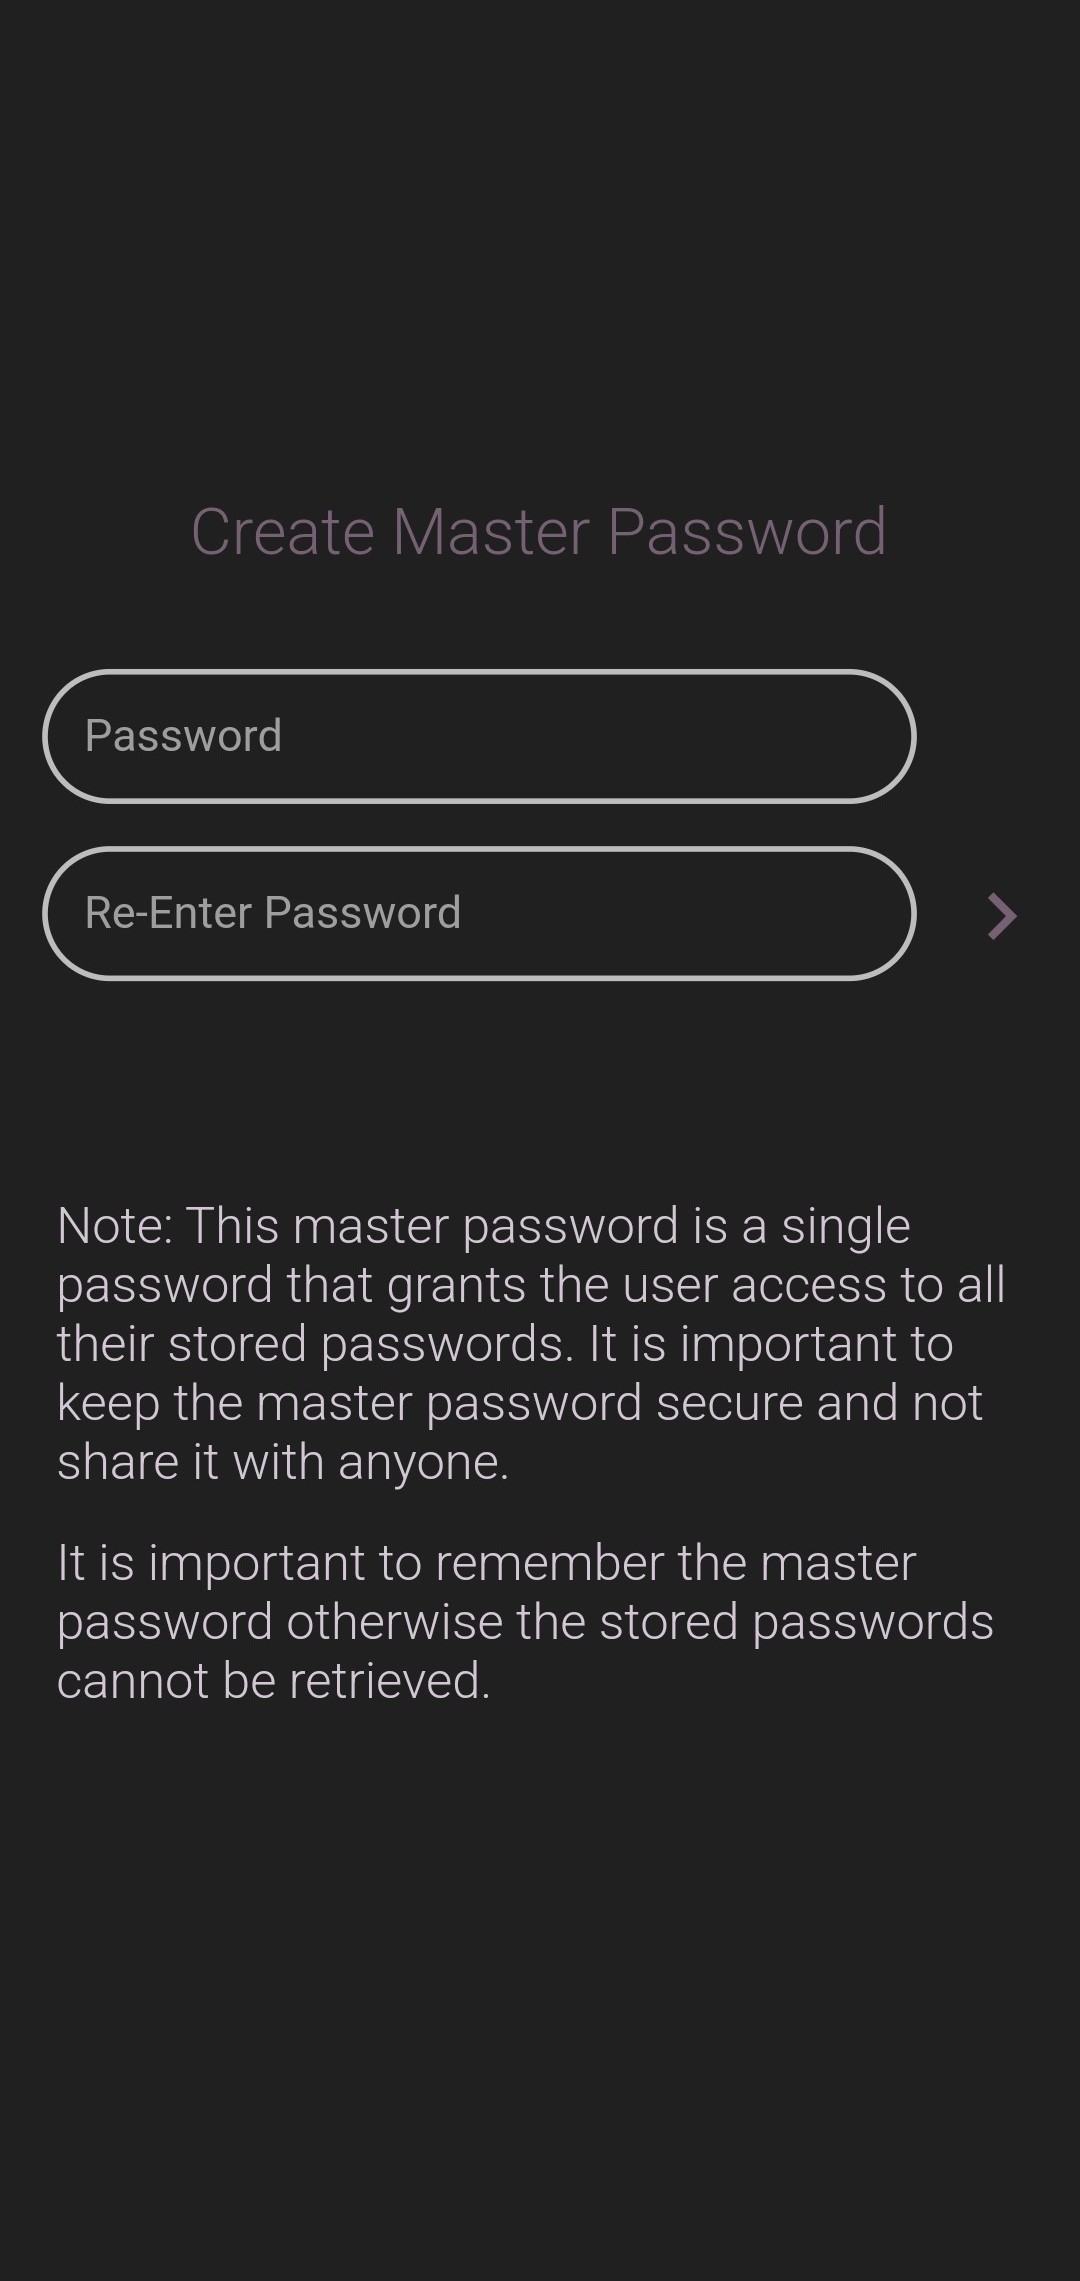 Create Master Password
Password
Re-Enter Password
Note: This master password is a single
password that grants the user access to all
their stored passwords. It is important to
keep the master password secure and not
share it with anyone.
It is important to remember the master
password otherwise the stored passwords
cannot be retrieved.